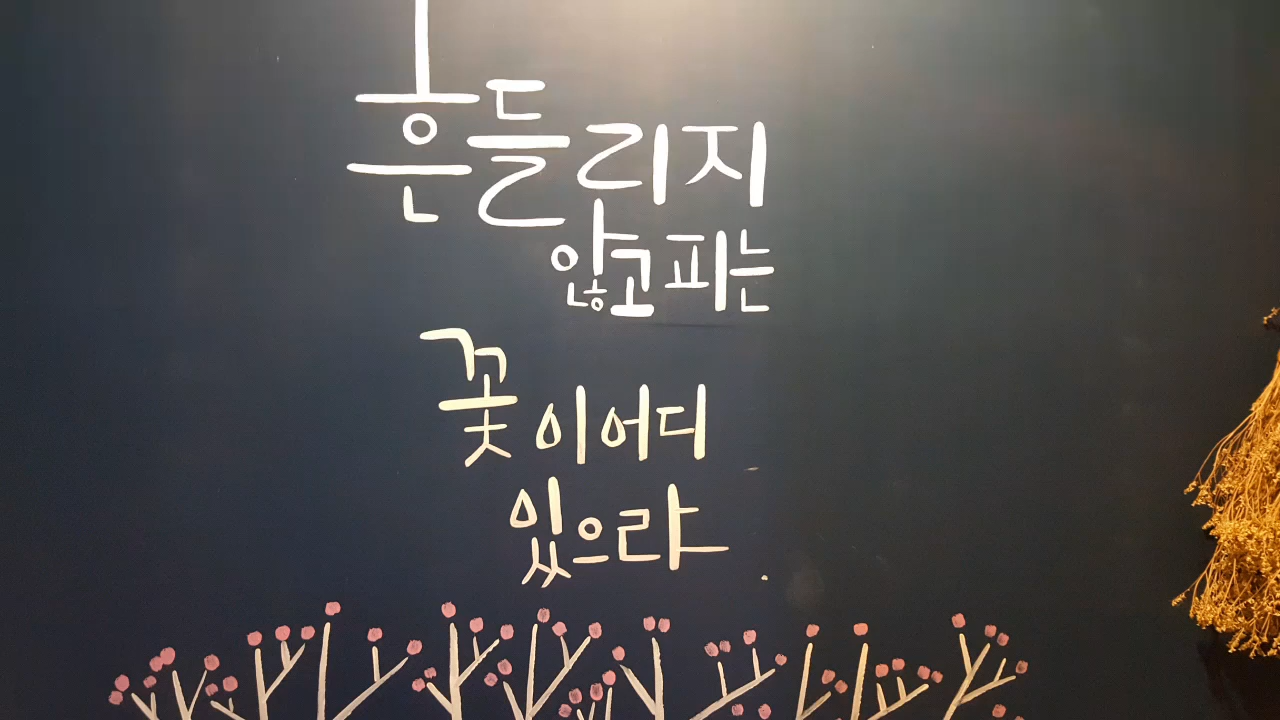 흔들리지
않고 피는
꽃이 어디
있으랴